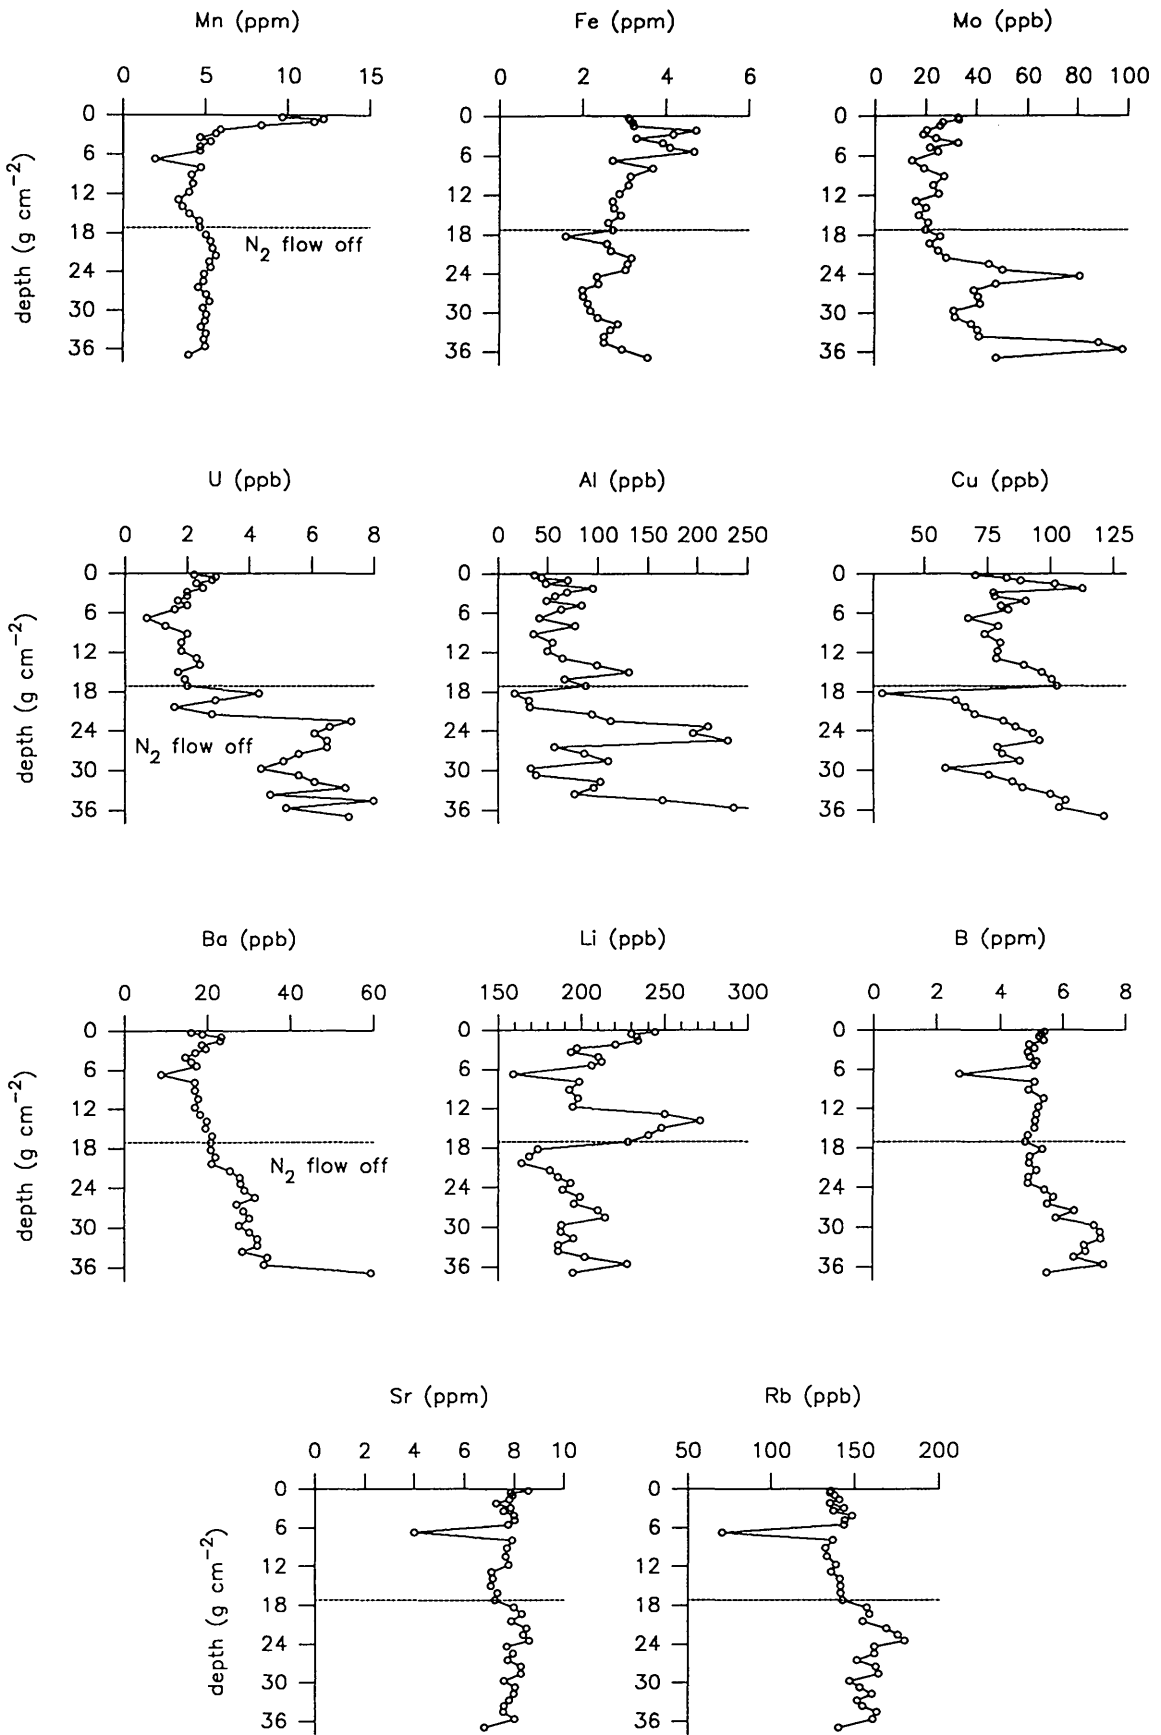 Mn (ppm) Fe (ppm) Mo (ppb)
0 5 10 15 0 2 4 6 0 20 40 60 80 100
0 0 0
6 6 6
12 12 12
18 18 18
N2 flow off
24 24 24
30 30 30
36 36 36
depth (g cm−2)
U (ppb) Al (ppb) Cu (ppb)
0 2 4 6 8 0 50 100 150 200 250 50 75 100 125
0 0 0
6 6 6
12 12 12
18 18 18
24 24 24
N2 flow off
30 30 30
36 36 36
depth (g cm−2)
Ba (ppb) Li (ppb) B (ppm)
0 20 40 60 150 200 250 300 0 2 4 6 8
0 0 0
6 6 6
12 12 12
18 18 18
N2 flow off
24 24 24
30 30 30
36 36 36
depth (g cm−2)
Sr (ppm) Rb (ppb)
0 2 4 6 8 10 50 100 150 200
0 0
6 6
12 12
18 18
24 24
30 30
36 36
depth (g cm−2)